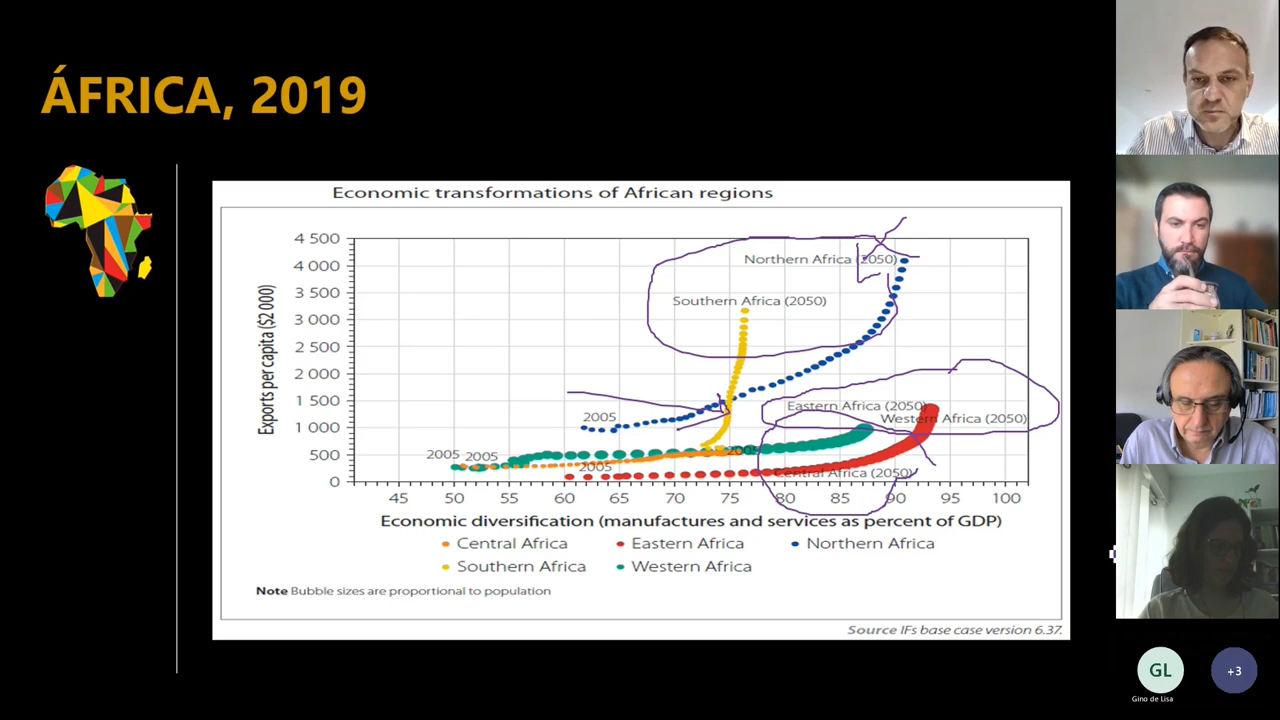 ÁFRICA, 2019
Economic transformations of African regions
Exports per capita ($2 000)
4 500
4 000
3 500
3 000
2 500
2 000
1 500
1 000
500
0
Northern Africa (2050)
Southern Africa (2050)
Eastern Africa (2050)
Western Africa (2050)
Central Africa (2050)
2005
2005
2005
2005
2005
45 50 55 60 65 70 75 80 85 90 95 100
Economic diversification (manufactures and services as percent of GDP)
Central Africa Eastern Africa Northern Africa
Southern Africa Western Africa
Note Bubble sizes are proportional to population
Source IFs base case version 6.37.
GL
+3
Gino de Lisa